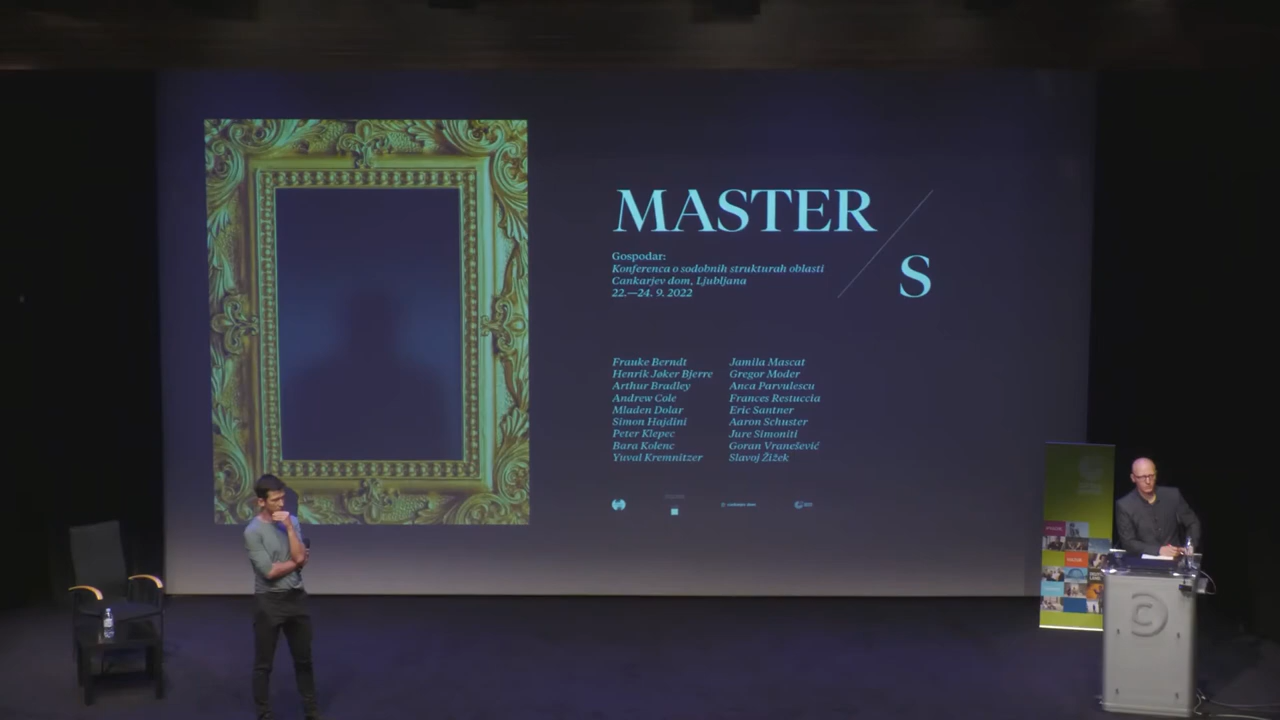 MASTER
S
Gospodar:
Konferenca o sodobnih strukturah oblasti
Cankarjev dom, Ljubljana
22.—24. 9. 2022
Frauke Berndt
Henrik Jøker Bjerre
Arthur Bradley
Andrew Cole
Mladen Dolar
Simon Hajdini
Peter Klepec
Bara Kolenc
Yuval Kremnitzer
Jamila Mascat
Gregor Moder
Anca Parvulescu
Frances Restuccia
Eric Santner
Aaron Schuster
Jure Simoniti
Goran Vranešević
Slavoj Žižek